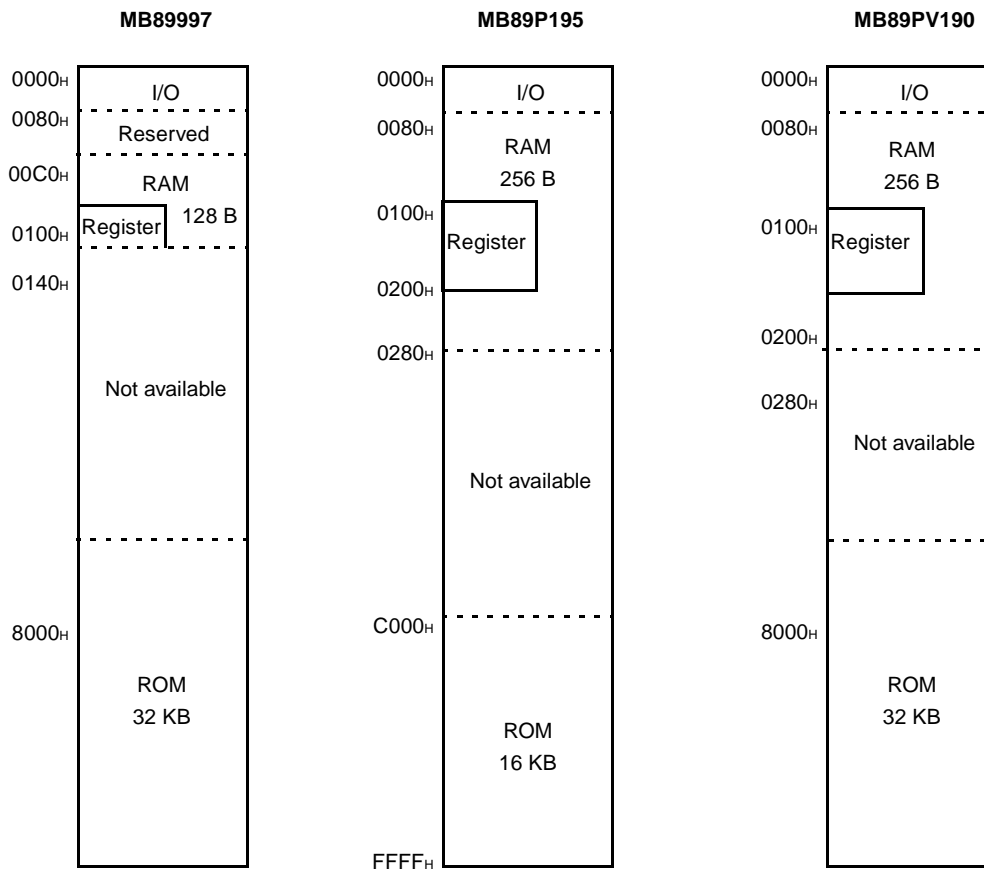 MB89997
0000H
I/O
0080H
Reserved
00C0H
RAM
128 B
Register
0100H
0140H
Not available
8000H
ROM
32 KB
MB89P195
0000H
I/O
0080H
RAM
256 B
0100H
Register
0200H
0280H
Not available
C000H
ROM
16 KB
FFFFH
MB89PV190
0000H
I/O
0080H
RAM
256 B
0100H
Register
0200H
0280H
Not available
8000H
ROM
32 KB